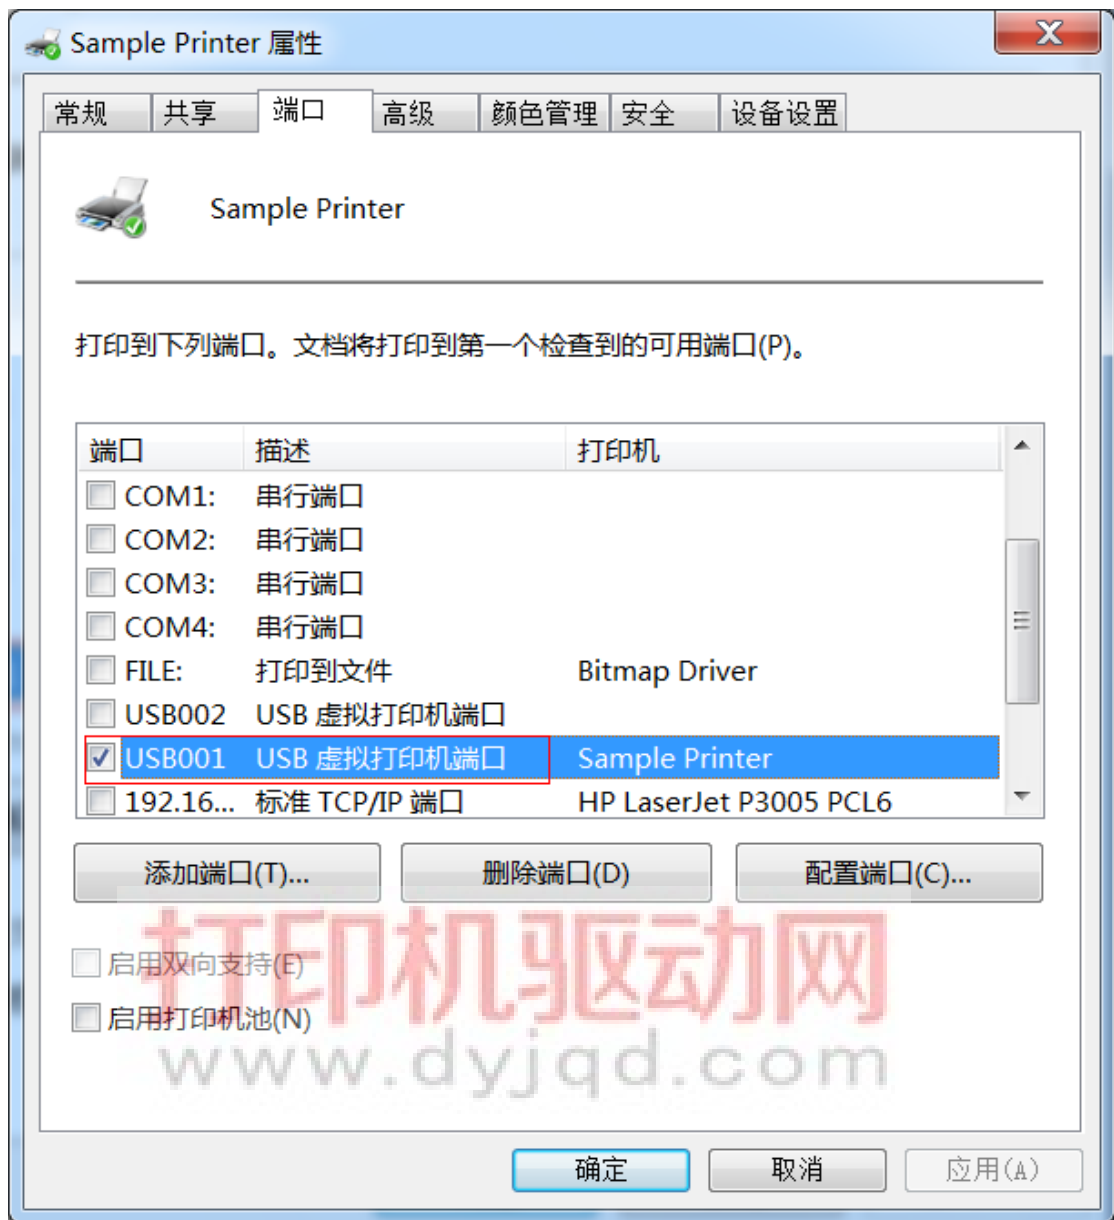 Sample Printer 属性
常规 共享 端口 高级 颜色管理 安全 设备设置
Sample Printer
打印到下列端口。文档将打印到第一个检查到的可用端口(P)。
端口 描述 打印机
COM1: 串行端口
COM2: 串行端口
COM3: 串行端口
COM4: 串行端口
FILE: 打印到文件 Bitmap Driver
USB002 USB 虚拟打印机端口
USB001 USB 虚拟打印机端口 Sample Printer
192.16... 标准 TCP/IP 端口 HP LaserJet P3005 PCL6
添加端口(T)... 删除端口(D) 配置端口(C)...
打印机驱动网
启用双向支持(E)
启用打印机池(N)
www.dyjqd.com
确定 取消 应用(A)